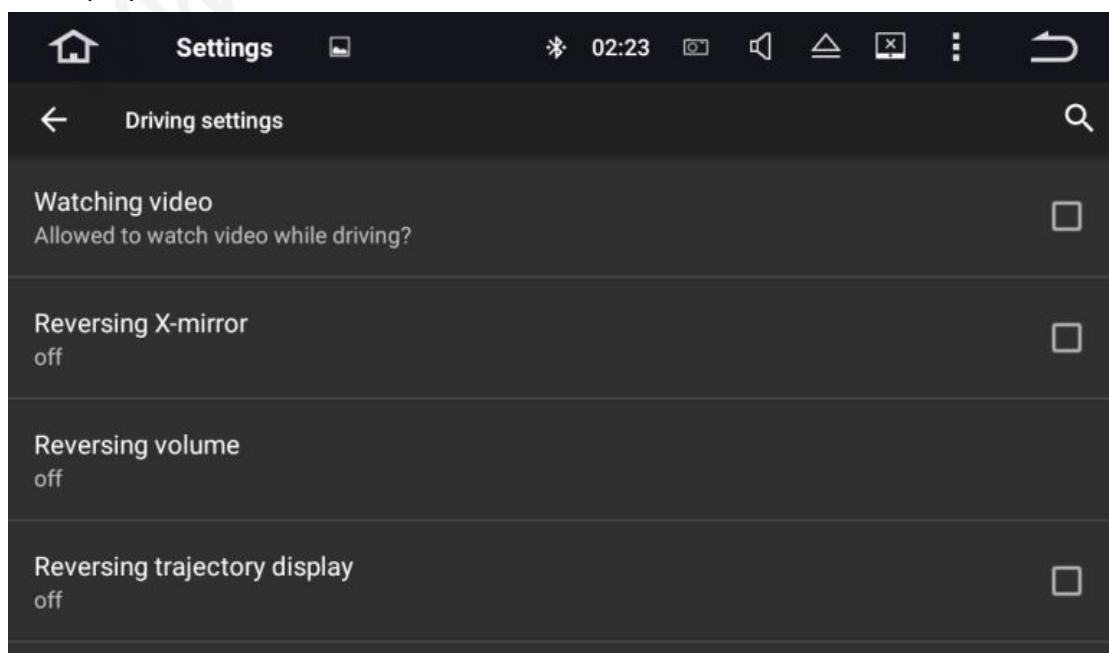 Settings 02:23
Driving settings
Watching video
Allowed to watch video while driving?
Reversing X-mirror
off
Reversing volume
off
Reversing trajectory display
off